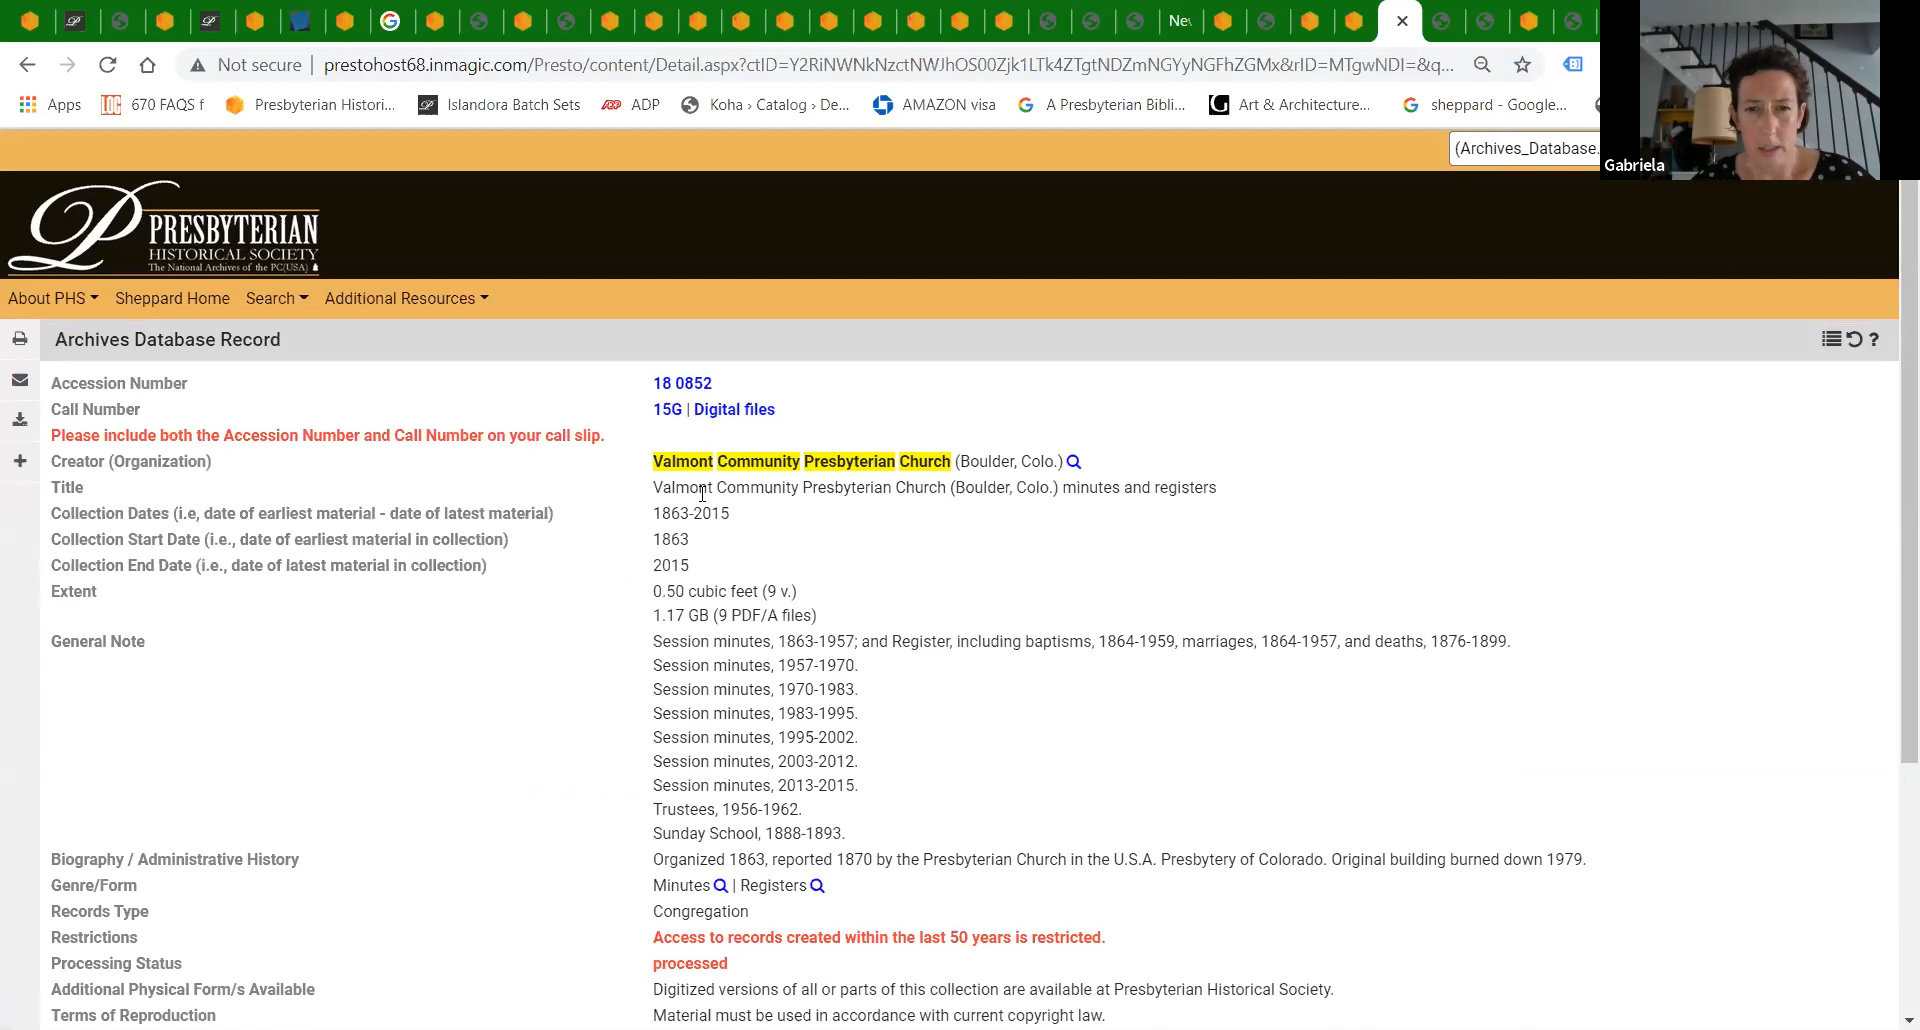 New
Not secure | prestohost68.inmagic.com/Presto/content/Detail.aspx?ctID=Y2RiNWNkNzctNWJhOS00Zjk1LTk4ZTgtNDZmNGYyNGFhZGMx&rID=MTgwNDI=&q...
Apps 670 FAQS f Presbyterian Histori... Islandora Batch Sets ADP Koha › Catalog › De... AMAZON visa A Presbyterian Bibli... Art & Architecture... sheppard - Google...
(Archives_Database.
Gabriela
PRESBYTERIAN
HISTORICAL SOCIETY
The National Archives of the PC(USA)
About PHS Sheppard Home Search Additional Resources
Archives Database Record ?
Accession Number 18 0852
Call Number 15G | Digital files
Please include both the Accession Number and Call Number on your call slip.
Creator (Organization) Valmont Community Presbyterian Church (Boulder, Colo.)
Title Valmont Community Presbyterian Church (Boulder, Colo.) minutes and registers
Collection Dates (i.e, date of earliest material - date of latest material) 1863-2015
Collection Start Date (i.e., date of earliest material in collection) 1863
Collection End Date (i.e., date of latest material in collection) 2015
Extent 0.50 cubic feet (9 v.)
1.17 GB (9 PDF/A files)
General Note Session minutes, 1863-1957; and Register, including baptisms, 1864-1959, marriages, 1864-1957, and deaths, 1876-1899.
Session minutes, 1957-1970.
Session minutes, 1970-1983.
Session minutes, 1983-1995.
Session minutes, 1995-2002.
Session minutes, 2003-2012.
Session minutes, 2013-2015.
Trustees, 1956-1962.
Sunday School, 1888-1893.
Biography / Administrative History Organized 1863, reported 1870 by the Presbyterian Church in the U.S.A. Presbytery of Colorado. Original building burned down 1979.
Genre/Form Minutes | Registers
Records Type Congregation
Restrictions Access to records created within the last 50 years is restricted.
Processing Status processed
Additional Physical Form/s Available Digitized versions of all or parts of this collection are available at Presbyterian Historical Society.
Terms of Reproduction Material must be used in accordance with current copyright law.